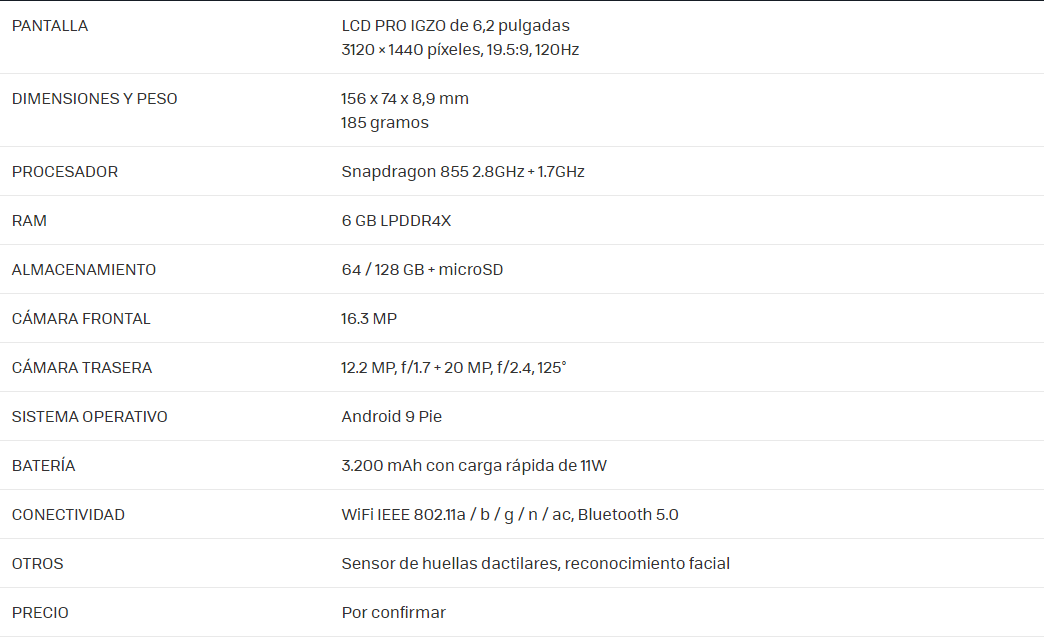 PANTALLA
LCD PRO IGZO de 6,2 pulgadas
3120 × 1440 píxeles, 19.5:9, 120Hz
DIMENSIONES Y PESO
156 x 74 x 8,9 mm
185 gramos
PROCESADOR
Snapdragon 855 2.8GHz + 1.7GHz
RAM
6 GB LPDDR4X
ALMACENAMIENTO
64 / 128 GB + microSD
CÁMARA FRONTAL
16.3 MP
CÁMARA TRASERA
12.2 MP, f/1.7 + 20 MP, f/2.4, 125°
SISTEMA OPERATIVO
Android 9 Pie
BATERÍA
3.200 mAh con carga rápida de 11W
CONECTIVIDAD
WiFi IEEE 802.11a / b / g / n / ac, Bluetooth 5.0
OTROS
Sensor de huellas dactilares, reconocimiento facial
PRECIO
Por confirmar